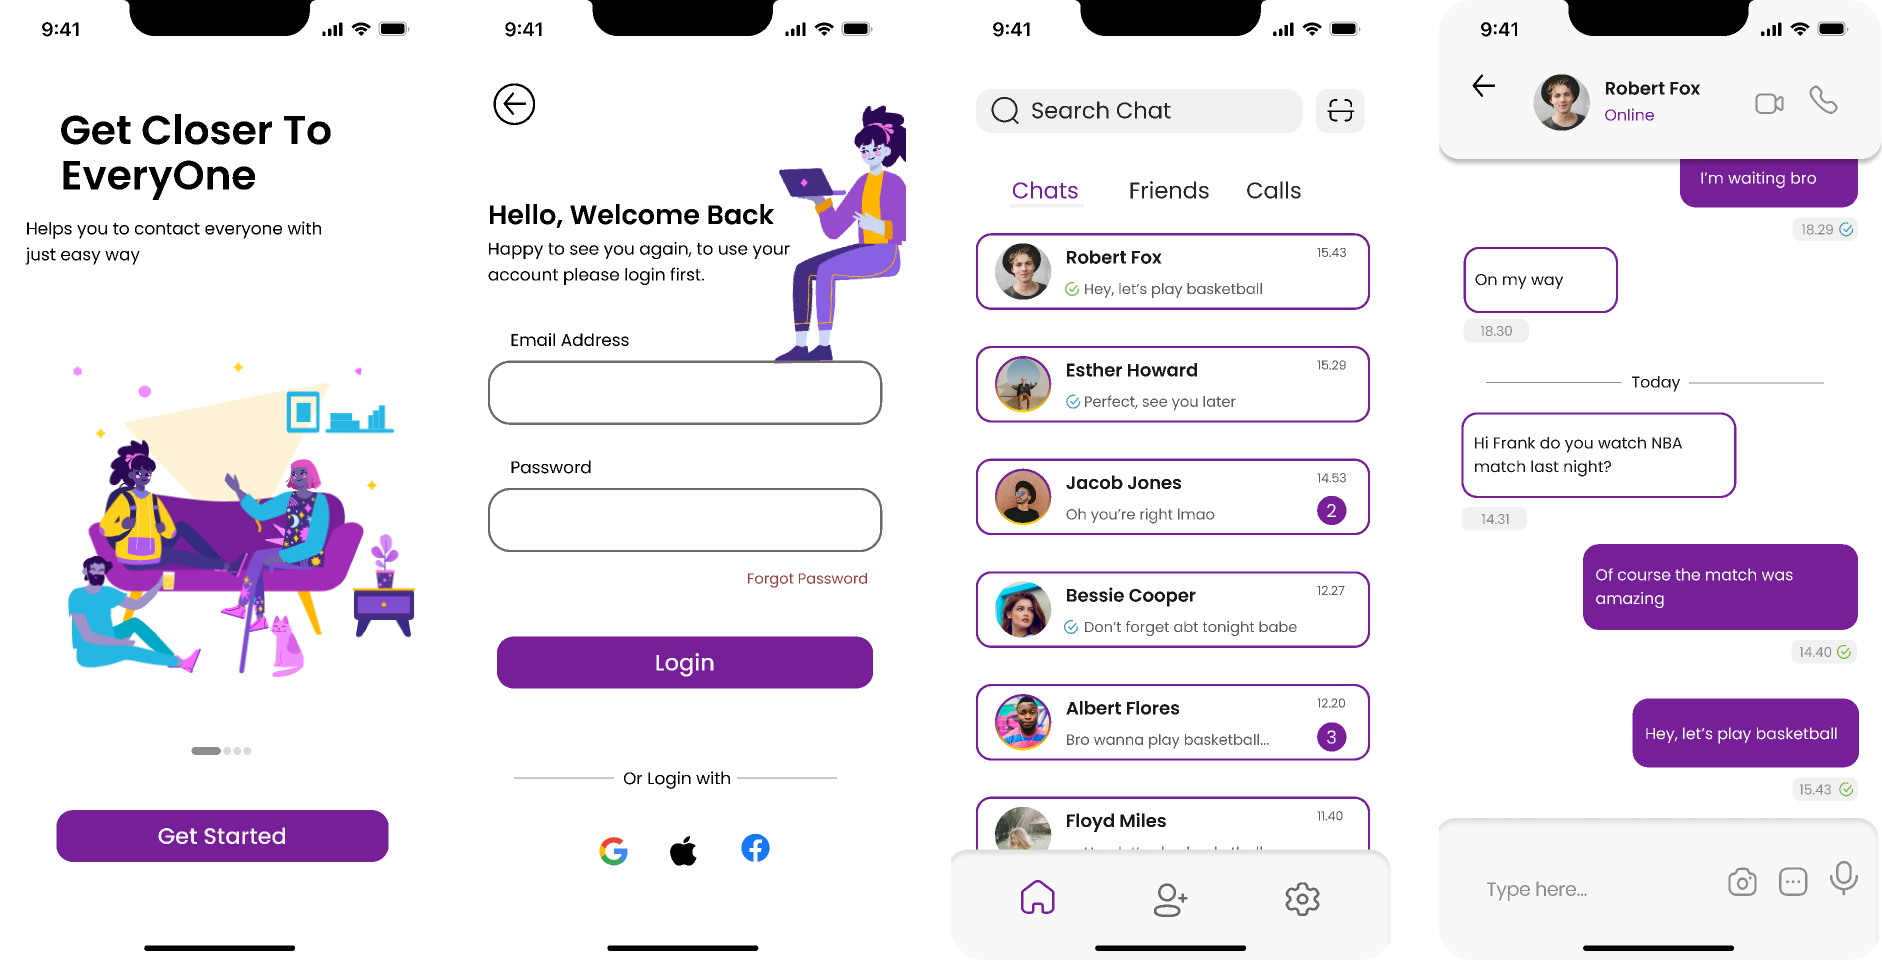 9:41
Get Closer To
EveryOne
Helps you to contact everyone with
just easy way
Get Started
9:41
Hello, Welcome Back
Happy to see you again, to use your
account please login first.
Email Address
Password
Forgot Password
Login
Or Login with
9:41
Search Chat
Chats Friends Calls
Robert Fox 15.43
Hey, let's play basketball
Esther Howard 15.29
Perfect, see you later
Jacob Jones 14.53
Oh you're right lmao 2
Bessie Cooper 12.27
Don't forget abt tonight babe
Albert Flores 12.20
Bro wanna play basketball... 3
Floyd Miles 11.40
9:41
Robert Fox
Online
I'm waiting bro
18.29
On my way
18.30
Today
Hi Frank do you watch NBA
match last night?
14.31
Of course the match was
amazing
14.40
Hey, let's play basketball
15.43
Type here...